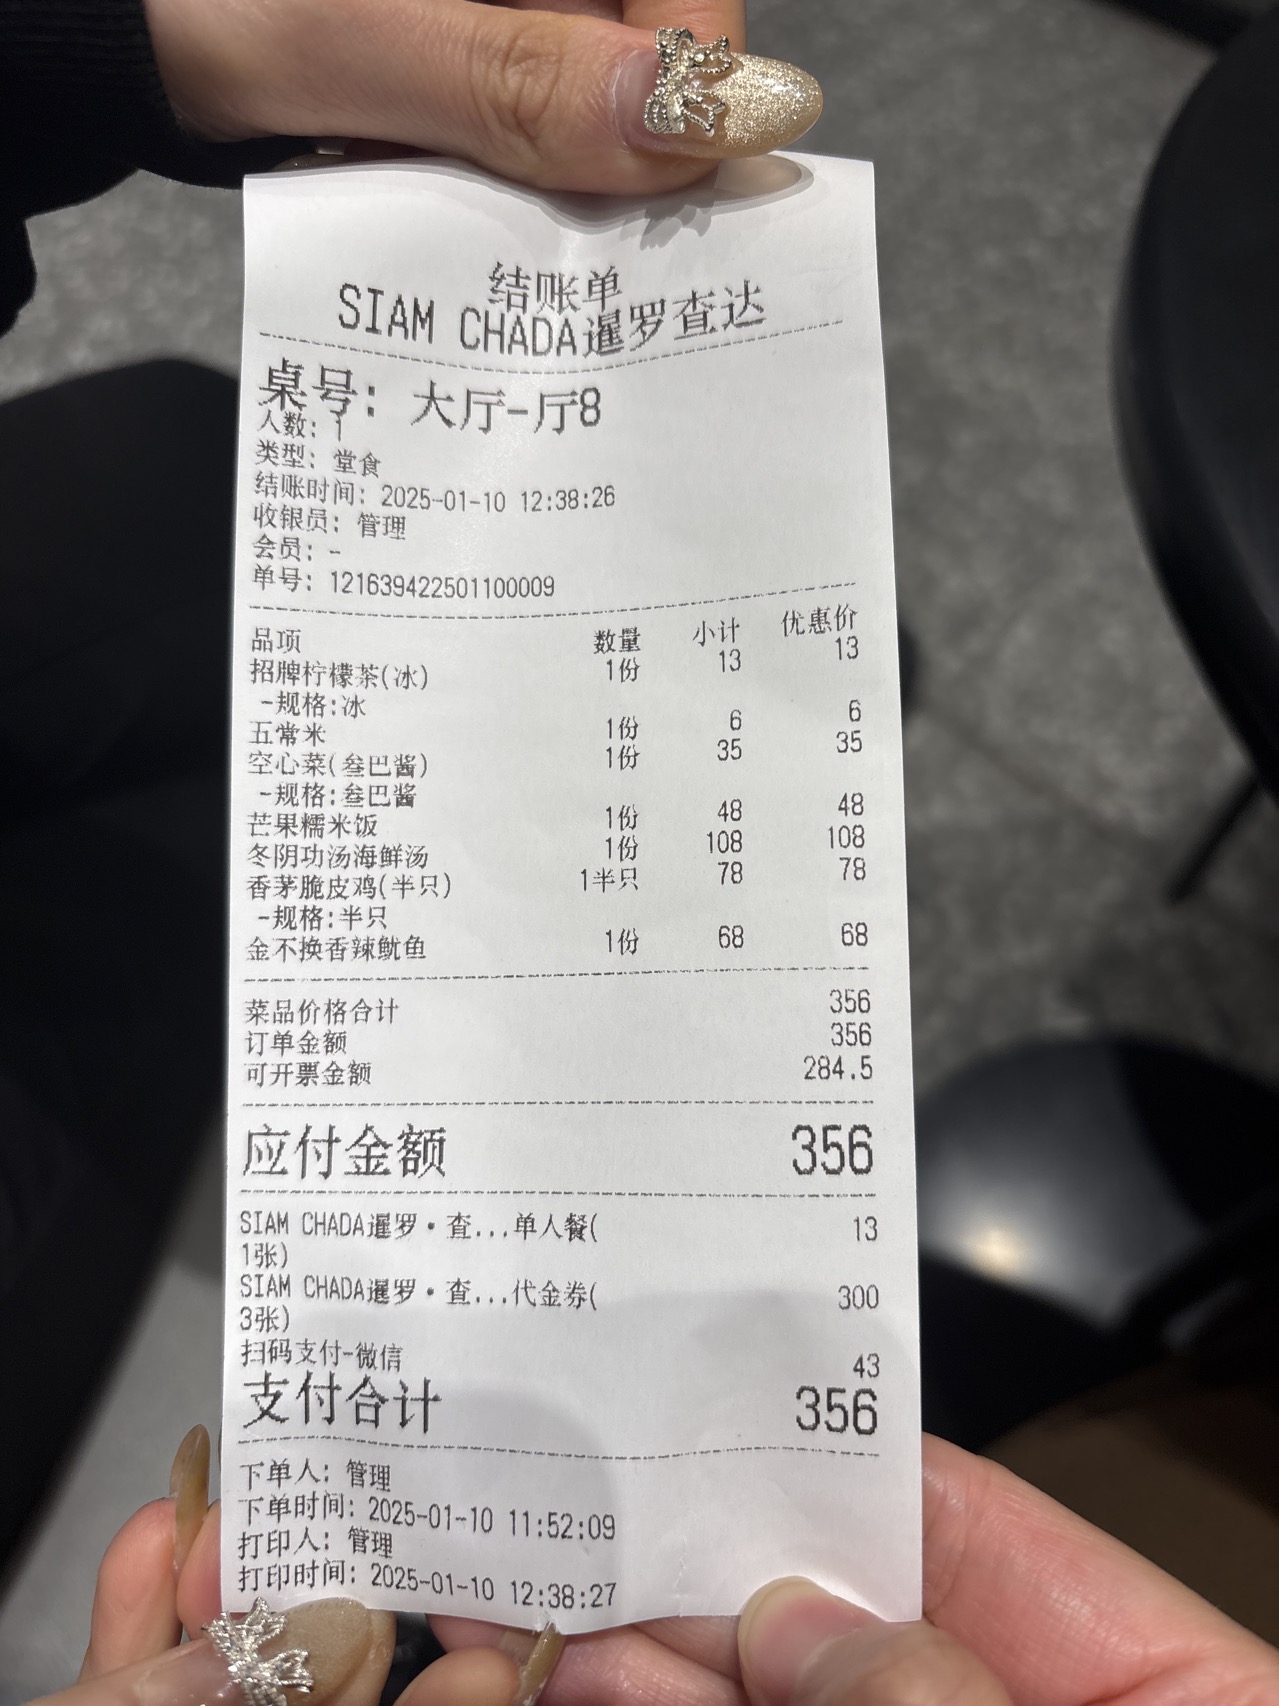 结账单
SIAM CHADA暹罗查达
桌号: 大厅-厅8
人数: 1
类型: 堂食
结账时间: 2025-01-10 12:38:26
收银员: 管理
会员: -
单号: 121639422501100009
品项 数量 小计 优惠价
招牌柠檬茶(冰) 1份 13 13
-规格:冰
五常米 1份 6 6
空心菜(叁巴酱) 1份 35 35
-规格:叁巴酱
芒果糯米饭 1份 48 48
冬阴功汤海鲜汤 1份 108 108
香茅脆皮鸡(半只) 1半只 78 78
-规格:半只
金不换香辣鱿鱼 1份 68 68
菜品价格合计 356
订单金额 356
可开票金额 284.5
应付金额 356
SIAM CHADA暹罗·查...单人餐( 13
1张)
SIAM CHADA暹罗·查...代金券( 300
3张)
扫码支付-微信 43
支付合计 356
下单人: 管理
下单时间: 2025-01-10 11:52:09
打印人: 管理
打印时间: 2025-01-10 12:38:27